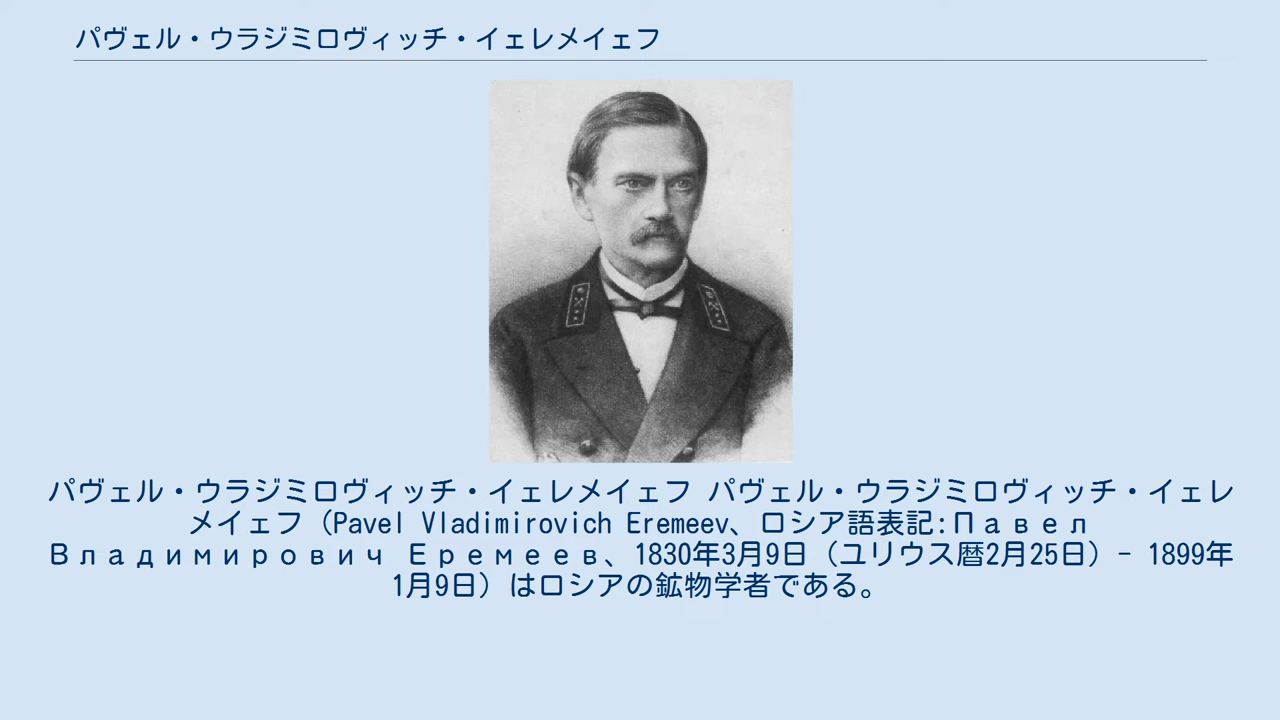 パヴェル・ウラジミロヴィッチ・イェレメイェフ
パヴェル・ウラジミロヴィッチ・イェレメイェフ パヴェル・ウラジミロヴィッチ・イェレ
メイェフ（Pavel Vladimirovich Eremeev、ロシア語表記:Павел
Владимирович Еремеев、1830年3月9日（ユリウス暦2月25日）- 1899年
1月9日）はロシアの鉱物学者である。